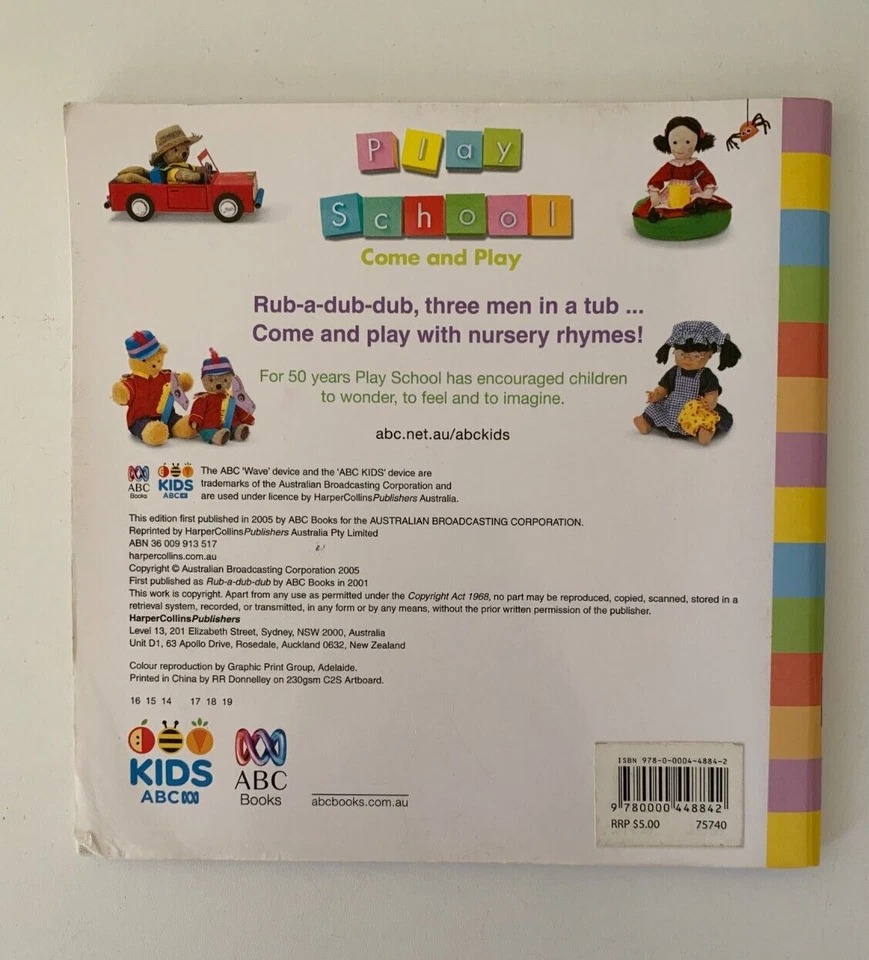 Play
School
Come and Play
Rub-a-dub-dub, three men in a tub ...
Come and play with nursery rhymes!
For 50 years Play School has encouraged children
to wonder, to feel and to imagine.
abc.net.au/abckids
ABC
Books
KIDS
ABC
The ABC 'Wave' device and the 'ABC KIDS' device are
trademarks of the Australian Broadcasting Corporation and
are used under licence by HarperCollinsPublishers Australia.
This edition first published in 2005 by ABC Books for the AUSTRALIAN BROADCASTING CORPORATION.
Reprinted by HarperCollinsPublishers Australia Pty Limited
ABN 36 009 913 517
harpercollins.com.au
Copyright © Australian Broadcasting Corporation 2005
First published as Rub-a-dub-dub by ABC Books in 2001
This work is copyright. Apart from any use as permitted under the Copyright Act 1968, no part may be reproduced, copied, scanned, stored in a
retrieval system, recorded, or transmitted, in any form or by any means, without the prior written permission of the publisher.
HarperCollinsPublishers
Level 13, 201 Elizabeth Street, Sydney, NSW 2000, Australia
Unit D1, 63 Apollo Drive, Rosedale, Auckland 0632, New Zealand
Colour reproduction by Graphic Print Group, Adelaide.
Printed in China by RR Donnelley on 230gsm C2S Artboard.
16 15 14 17 18 19
KIDS
ABC
ABC
Books
abcbooks.com.au
ISBN 978-0-0004-4884-2
9 780000 448842
RRP $5.00 75740